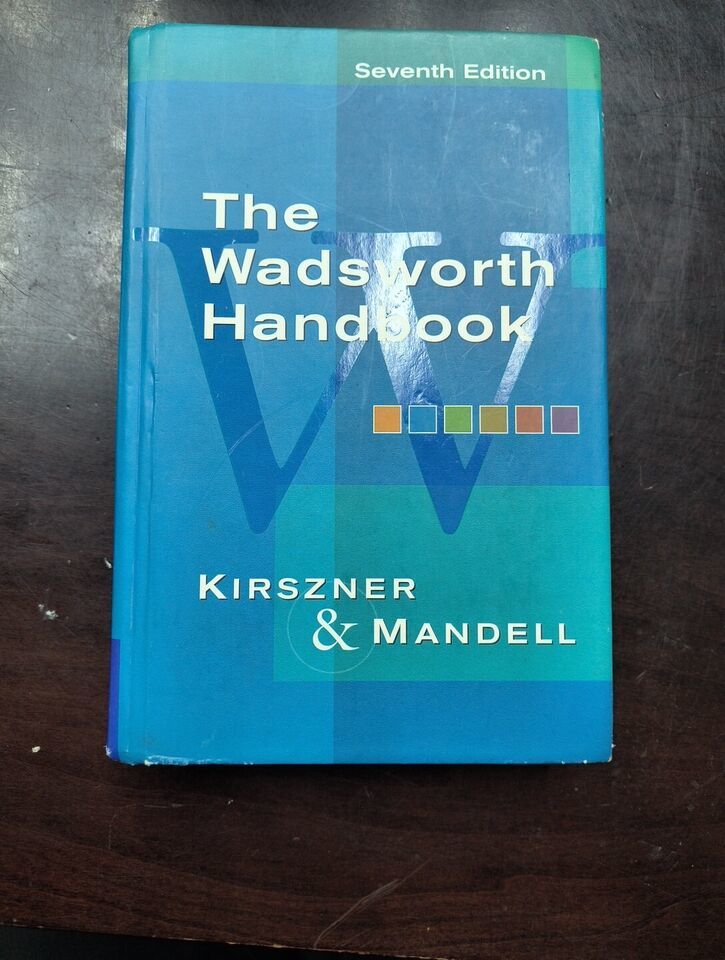 Seventh Edition
The
Wadsworth
Handbook
W
KIRSZNER
& MANDELL